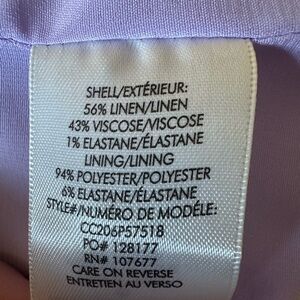 SHELL/EXTÉRIEUR:
56% LINEN/LINEN
43% VISCOSE/VISCOSE
1% ELASTANE/ÉLASTANE
LINING/LINING
94% POLYESTER/POLYESTER
6% ELASTANE/ÉLASTANE
STYLE#/NUMÉRO DE MODÉLE:
CC206P57518
PO# 128177
RN# 107677
CARE ON REVERSE
ENTRETIEN AU VERSO